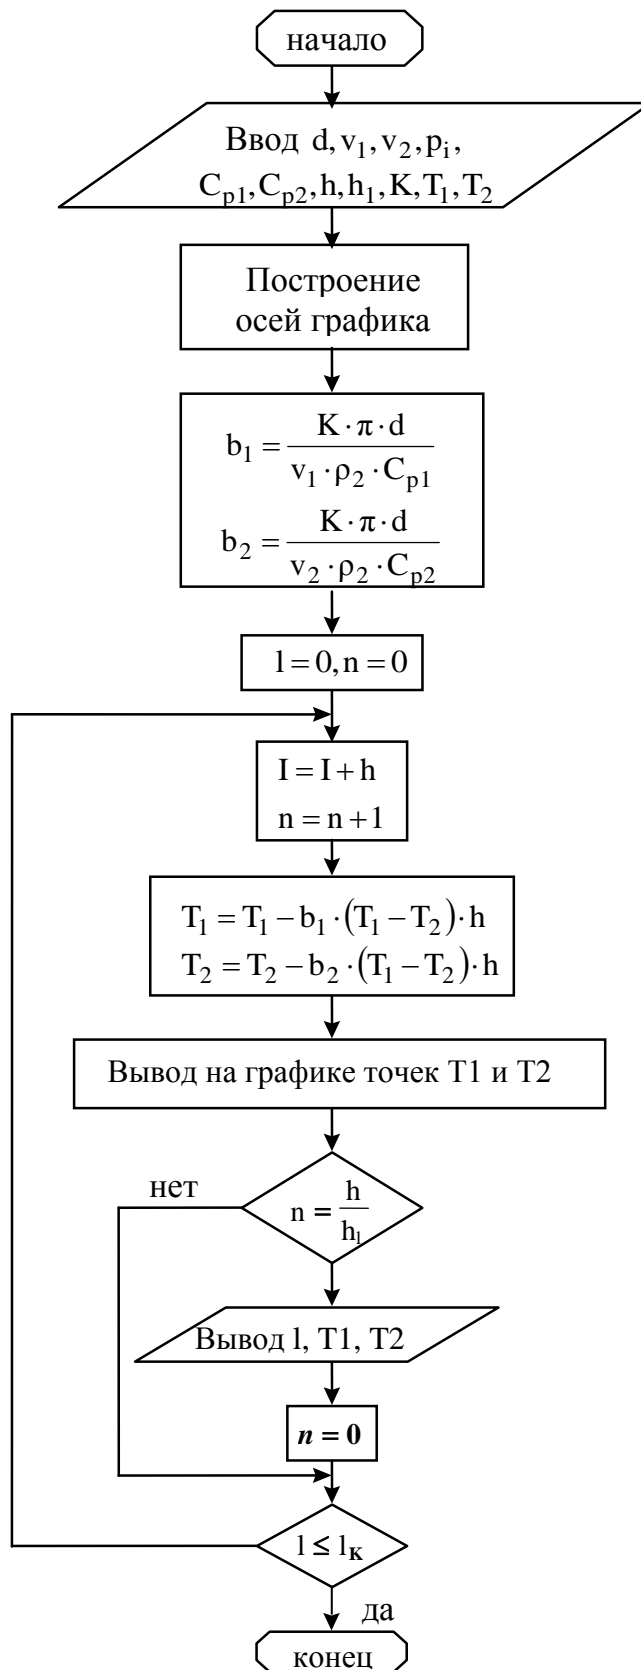 начало
Ввод d, v₁, v₂, pᵢ,
Cₚ₁, Cₚ₂, h, h₁, K, T₁, T₂
Построение
осей графика
b₁ = (K · π · d) / (v₁ · ρ₂ · Cₚ₁)
b₂ = (K · π · d) / (v₂ · ρ₂ · Cₚ₂)
l = 0, n = 0
I = I + h
n = n + 1
T₁ = T₁ − b₁ · (T₁ − T₂) · h
T₂ = T₂ − b₂ · (T₁ − T₂) · h
Вывод на графике точек T1 и T2
нет
n = h / hₗ
Вывод l, T1, T2
n = 0
l ≤ lК
да
конец